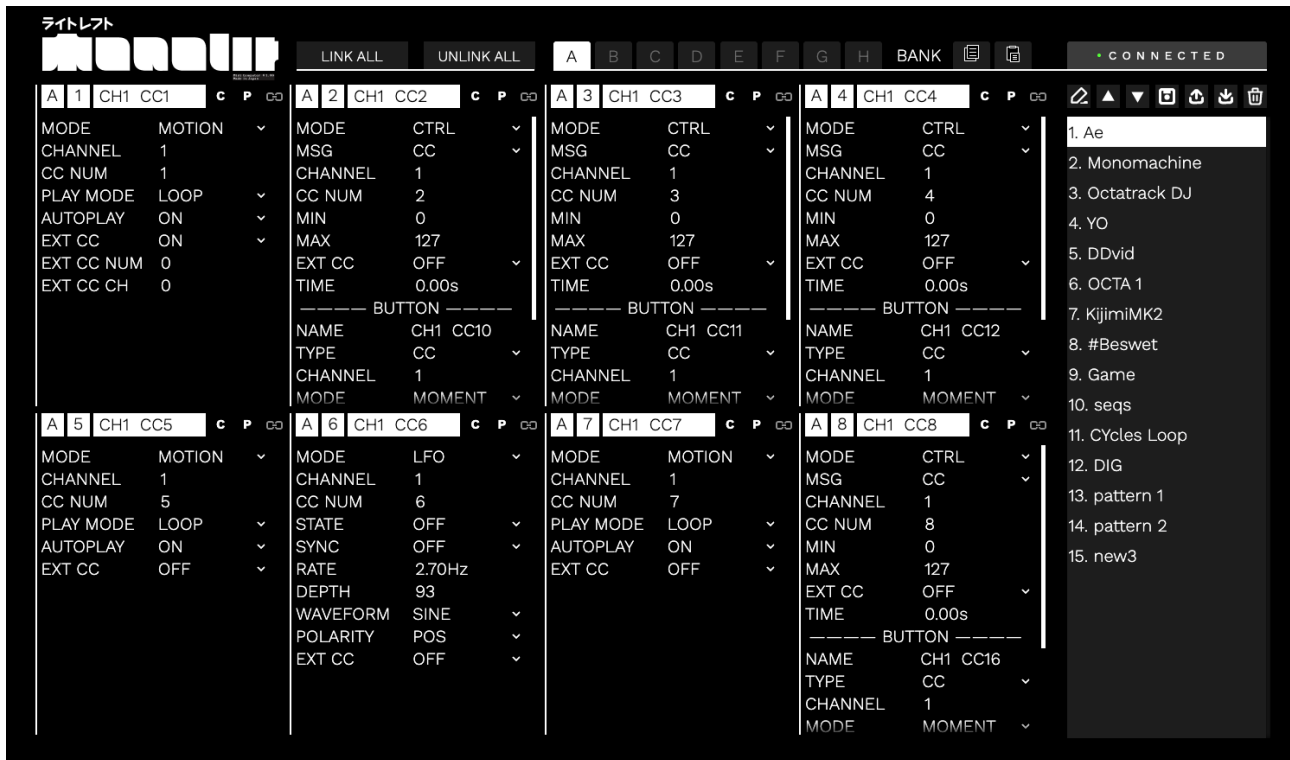 ライトレフト
LINK ALL UNLINK ALL A B C D E F G H BANK CONNECTED
A 1 CH1 CC1 C P
MODE MOTION
CHANNEL 1
CC NUM 1
PLAY MODE LOOP
AUTOPLAY ON
EXT CC ON
EXT CC NUM 0
EXT CC CH 0
A 2 CH1 CC2 C P
MODE CTRL
MSG CC
CHANNEL 1
CC NUM 2
MIN 0
MAX 127
EXT CC OFF
TIME 0.00s
———— BUTTON ————
NAME CH1 CC10
TYPE CC
CHANNEL 1
MODE MOMENT
A 3 CH1 CC3 C P
MODE CTRL
MSG CC
CHANNEL 1
CC NUM 3
MIN 0
MAX 127
EXT CC OFF
TIME 0.00s
———— BUTTON ————
NAME CH1 CC11
TYPE CC
CHANNEL 1
MODE MOMENT
A 4 CH1 CC4 C P
MODE CTRL
MSG CC
CHANNEL 1
CC NUM 4
MIN 0
MAX 127
EXT CC OFF
TIME 0.00s
———— BUTTON ————
NAME CH1 CC12
TYPE CC
CHANNEL 1
MODE MOMENT
A 5 CH1 CC5 C P
MODE MOTION
CHANNEL 1
CC NUM 5
PLAY MODE LOOP
AUTOPLAY ON
EXT CC OFF
A 6 CH1 CC6 C P
MODE LFO
CHANNEL 1
CC NUM 6
STATE OFF
SYNC OFF
RATE 2.70Hz
DEPTH 93
WAVEFORM SINE
POLARITY POS
EXT CC OFF
A 7 CH1 CC7 C P
MODE MOTION
CHANNEL 1
CC NUM 7
PLAY MODE LOOP
AUTOPLAY ON
EXT CC OFF
A 8 CH1 CC8 C P
MODE CTRL
MSG CC
CHANNEL 1
CC NUM 8
MIN 0
MAX 127
EXT CC OFF
TIME 0.00s
———— BUTTON ————
NAME CH1 CC16
TYPE CC
CHANNEL 1
MODE MOMENT
1. Ae
2. Monomachine
3. Octatrack DJ
4. YO
5. DDvid
6. OCTA 1
7. KijimiMK2
8. #Beswet
9. Game
10. seqs
11. CYcles Loop
12. DIG
13. pattern 1
14. pattern 2
15. new3